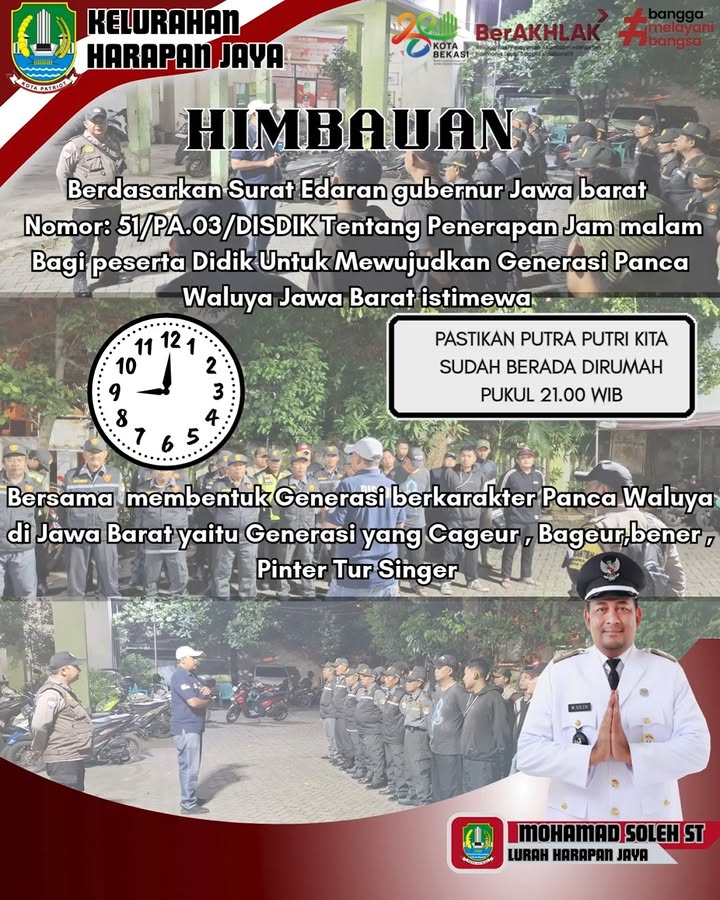 KELURAHAN
HARAPAN JAYA
KOTA PATRIOT
28
KOTA
BEKASI
BerAKHLAK
#bangga
melayani
bangsa
HIMBAUAN
Berdasarkan Surat Edaran gubernur Jawa barat
Nomor: 51/PA.03/DISDIK Tentang Penerapan Jam malam
Bagi peserta Didik Untuk Mewujudkan Generasi Panca
Waluya Jawa Barat istimewa
12 1 2 3 4 5 6 7 8 9 10 11
PASTIKAN PUTRA PUTRI KITA
SUDAH BERADA DIRUMAH
PUKUL 21.00 WIB
Bersama membentuk Generasi berkarakter Panca Waluya
di Jawa Barat yaitu Generasi yang Cageur , Bageur,bener ,
Pinter Tur Singer
M SOLEH
MOHAMAD SOLEH ST
LURAH HARAPAN JAYA